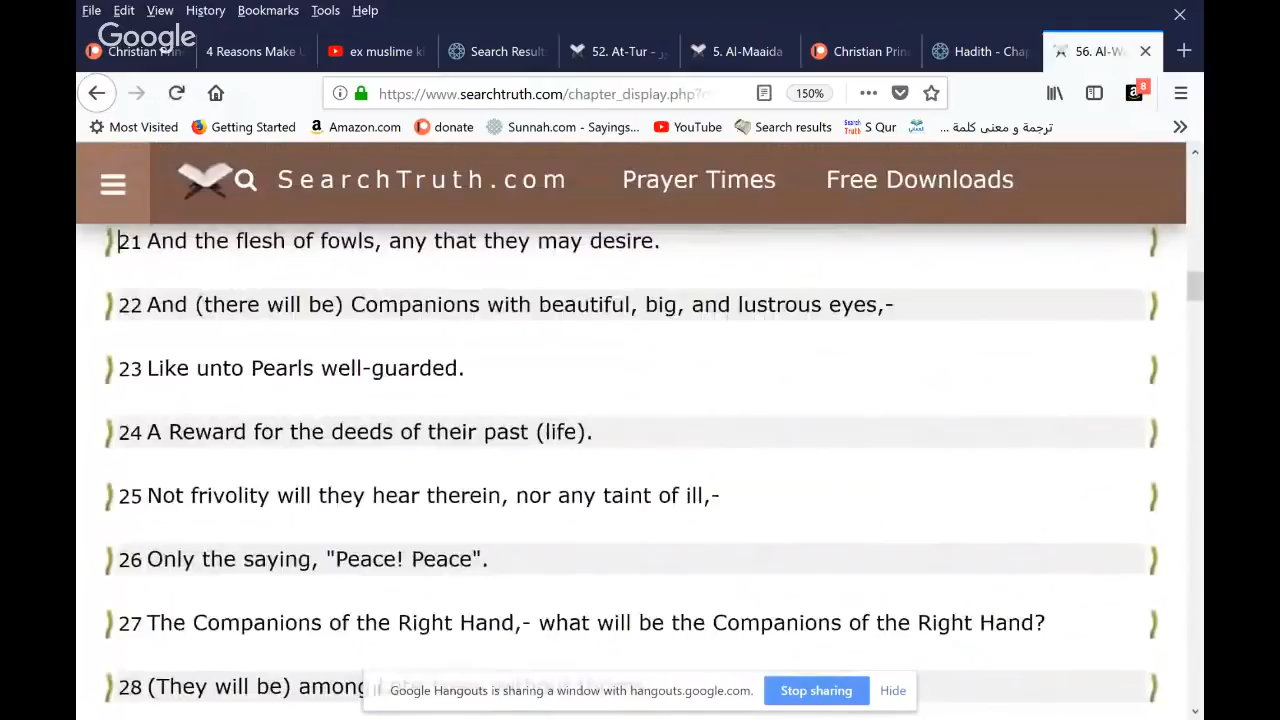 File Edit View History Bookmarks Tools Help
Google
Christian Prin 4 Reasons Make ex muslime k Search Result 52. At-Tur - 5. Al-Maaida Christian Prin Hadith - Chap 56. Al-W
https://www.searchtruth.com/chapter_display.php? 150% 8
Most Visited Getting Started Amazon.com donate Sunnah.com - Sayings... YouTube Search results Search Truth S Qur ترجمة و معنى كلمة ...
SearchTruth.com Prayer Times Free Downloads
21 And the flesh of fowls, any that they may desire.
22 And (there will be) Companions with beautiful, big, and lustrous eyes,-
23 Like unto Pearls well-guarded.
24 A Reward for the deeds of their past (life).
25 Not frivolity will they hear therein, nor any taint of ill,-
26 Only the saying, "Peace! Peace".
27 The Companions of the Right Hand,- what will be the Companions of the Right Hand?
28 (They will be) among
Google Hangouts is sharing a window with hangouts.google.com. Stop sharing Hide